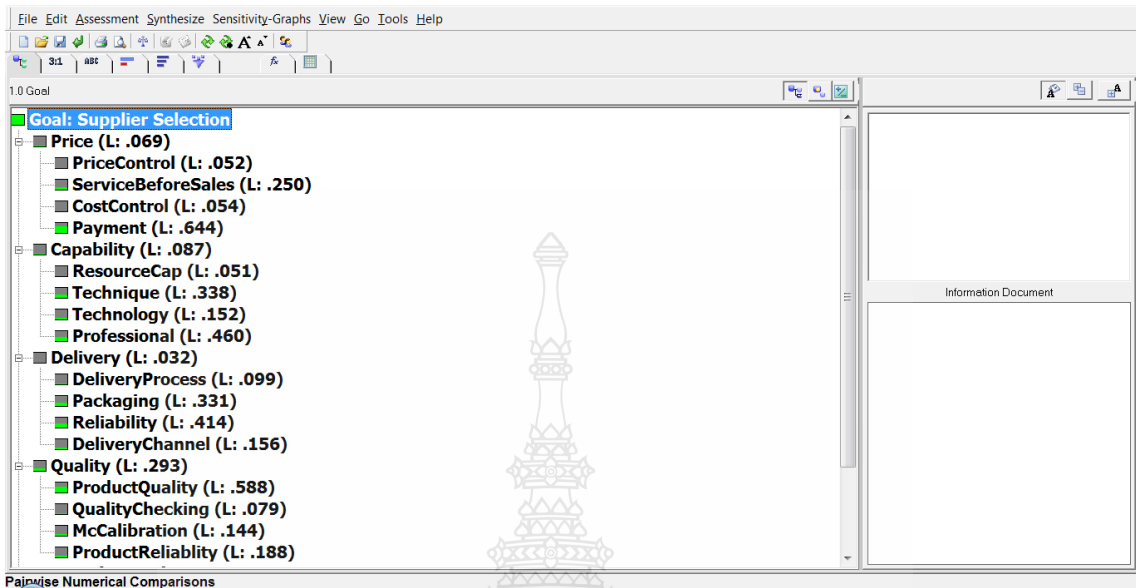 File Edit Assessment Synthesize Sensitivity-Graphs View Go Tools Help
A A
3:1 ABC fx
1.0 Goal
A A
Goal: Supplier Selection
Price (L: .069)
PriceControl (L: .052)
ServiceBeforeSales (L: .250)
CostControl (L: .054)
Payment (L: .644)
Capability (L: .087)
ResourceCap (L: .051)
Technique (L: .338)
Technology (L: .152)
Professional (L: .460)
Delivery (L: .032)
DeliveryProcess (L: .099)
Packaging (L: .331)
Reliability (L: .414)
DeliveryChannel (L: .156)
Quality (L: .293)
ProductQuality (L: .588)
QualityChecking (L: .079)
McCalibration (L: .144)
ProductReliablity (L: .188)
Information Document
Pairwise Numerical Comparisons